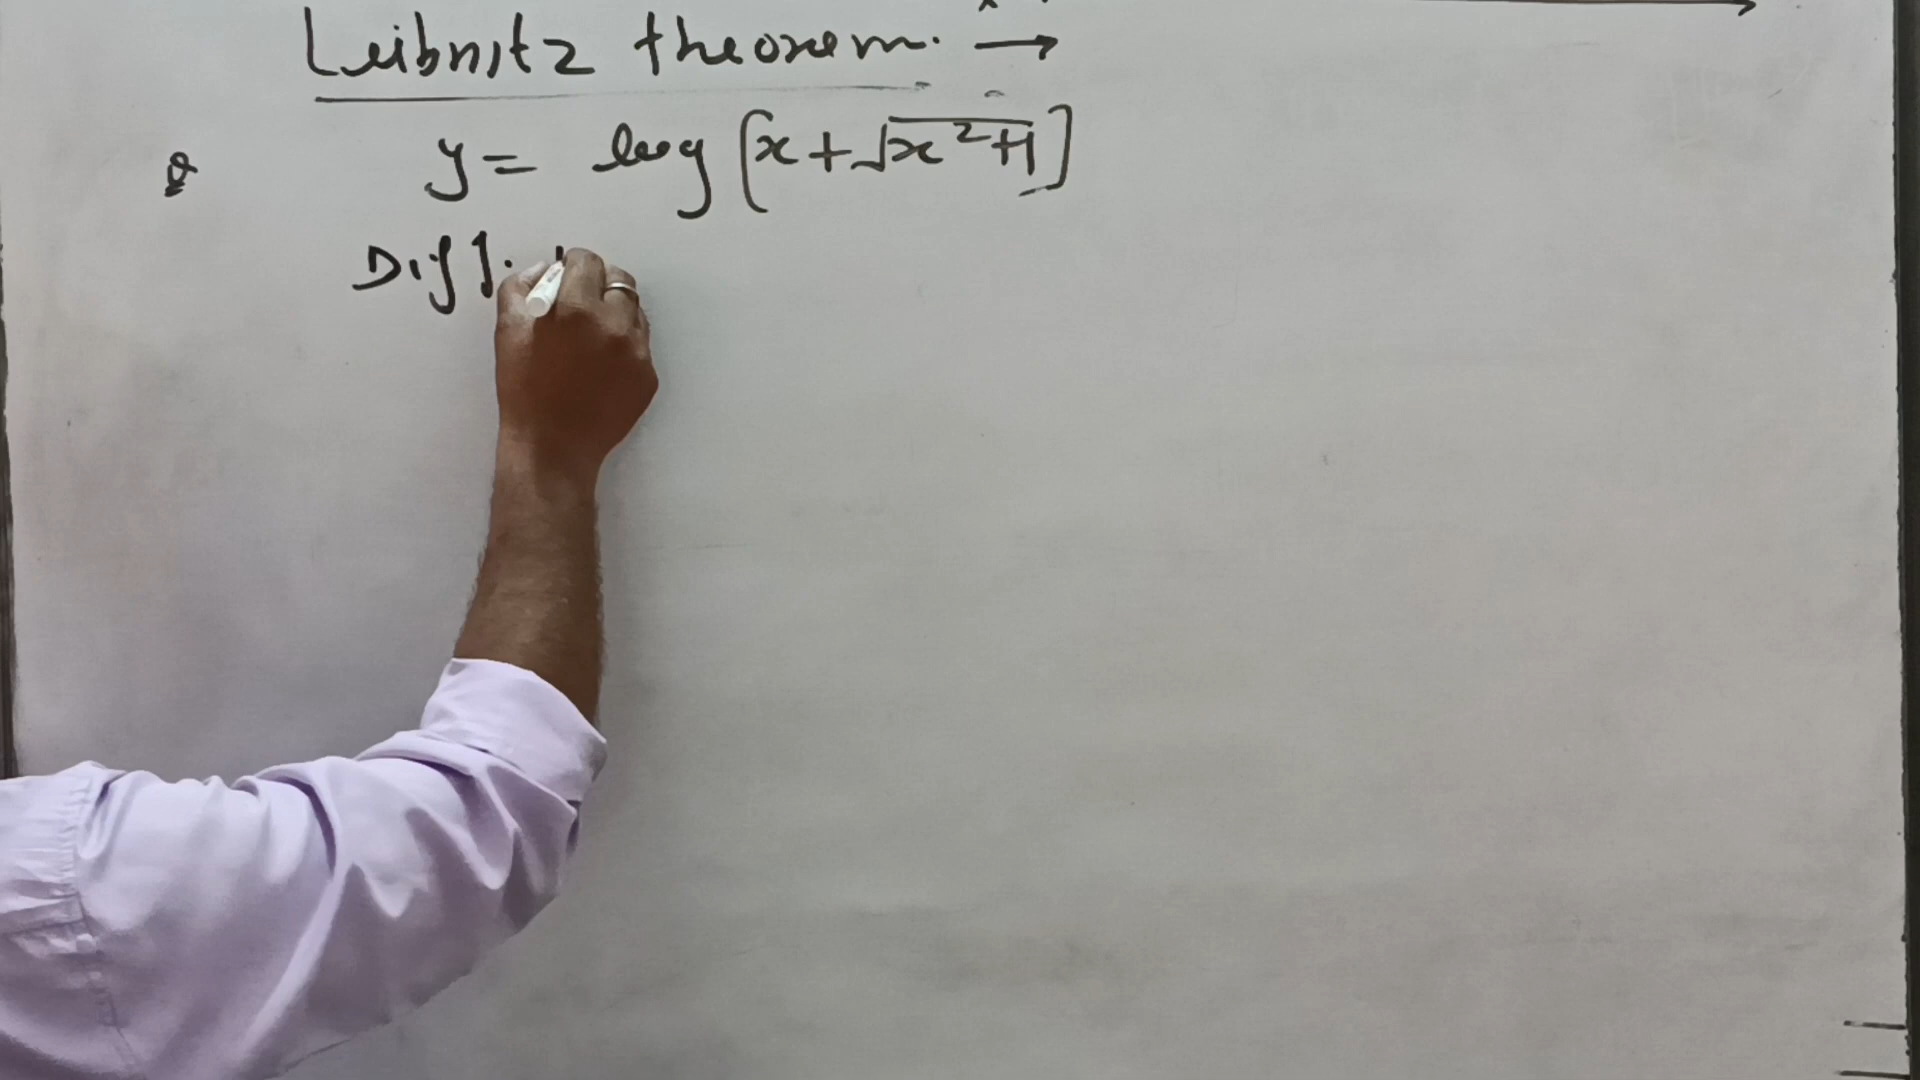 Leibnitz theorem. →
Q y = log [x + √x²+1]
Diff.